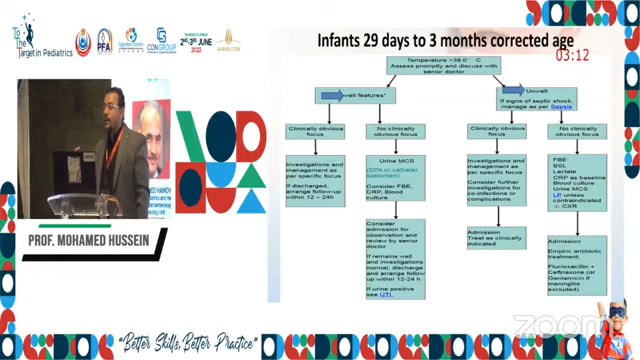 To
The
Target in Pediatrics
PFA
CONGROUP
2nd-3rd JUNE
2022
Infants 29 days to 3 months corrected age
03:12
Temperature >38.0° C
Assess promptly and discuss with
senior doctor
well features*
Unwell
If signs of septic shock,
manage as per Sepsis
Clinically obvious
focus
No clinically
obvious focus
Clinically obvious
focus
No clinically
obvious focus
Investigations and
management as
per specific focus
If discharged,
arrange follow-up
within 12 – 24h
Urine MCS
(SPA or catheter
specimen)
Consider FBE,
CRP, Blood
culture
Investigations and
management as
per specific focus
Consider further
investigations for
co-infections or
complications.
FBE
BSL
Lactate
CRP as baseline
Blood culture
Urine MCS
LP unless
contraindicated
± CXR
Consider
admission for
observation and
review by senior
doctor
If remains well
and investigations
normal, discharge
and arrange follow
up within 12-24 h
If urine positive
see UTI
Admission
Treat as clinically
indicated
Admission
Empiric antibiotic
treatment:
Flucloxacillin +
Ceftriaxone (or
Gentamicin if
meningitis
excluded).
PROF. MOHAMED HUSSEIN
"Better Skills, Better Practice"
zoom